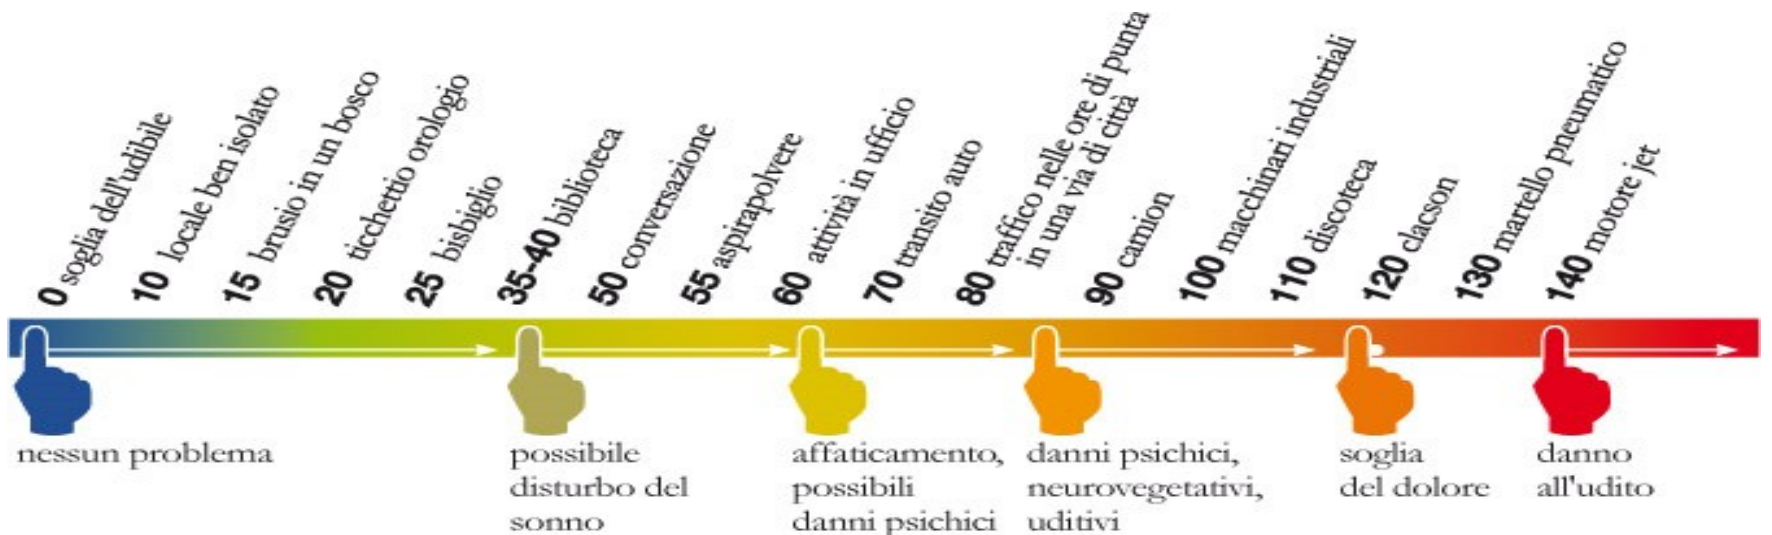 0 soglia dell'udibile
10 locale ben isolato
15 brusio in un bosco
20 ticchettio orologio
25 bisbiglio
35-40 biblioteca
50 conversazione
55 aspirapolvere
60 attività in ufficio
70 transito auto
80 traffico nelle ore di punta
in una via di città
90 camion
100 macchinari industriali
110 discoteca
120 clacson
130 martello pneumatico
140 motore jet
nessun problema
possibile
disturbo del
sonno
affaticamento,
possibili
danni psichici
danni psichici,
neurovegetativi,
uditivi
soglia
del dolore
danno
all'udito